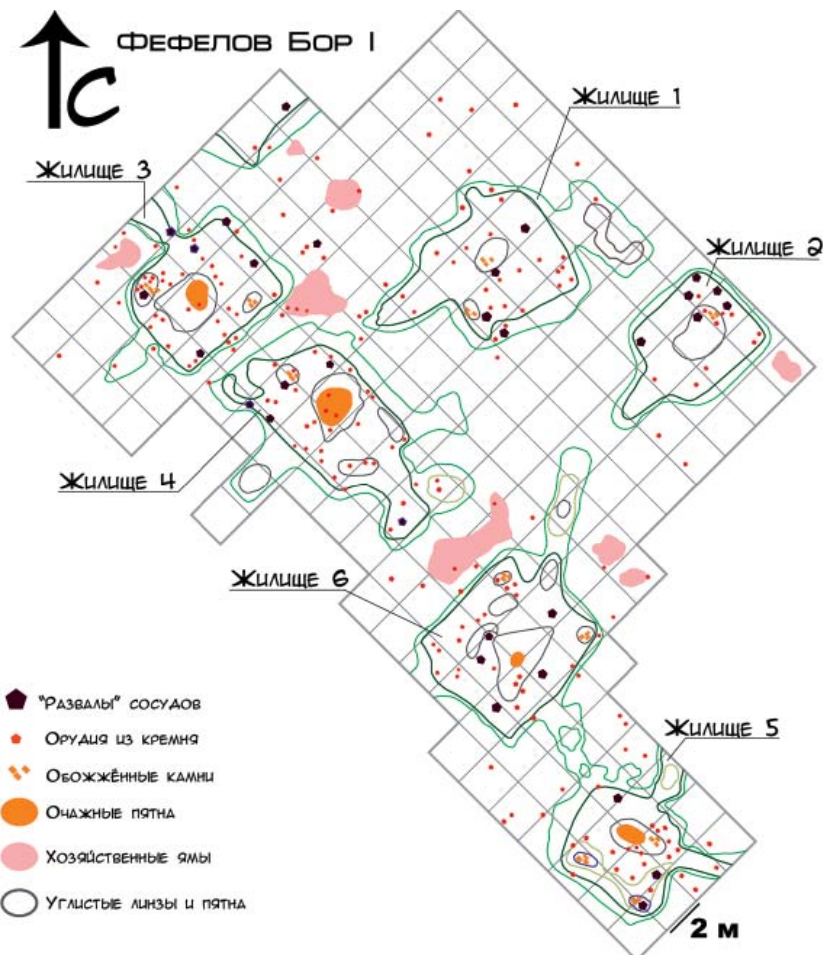 Фефелов Бор I
С
Жилище 1
Жилище 3
Жилище 2
Жилище 4
Жилище 6
"Развалы" сосудов
Жилище 5
Орудия из кремня
Обожжённые камни
Очажные пятна
Хозяйственные ямы
Углистые линзы и пятна
2 м